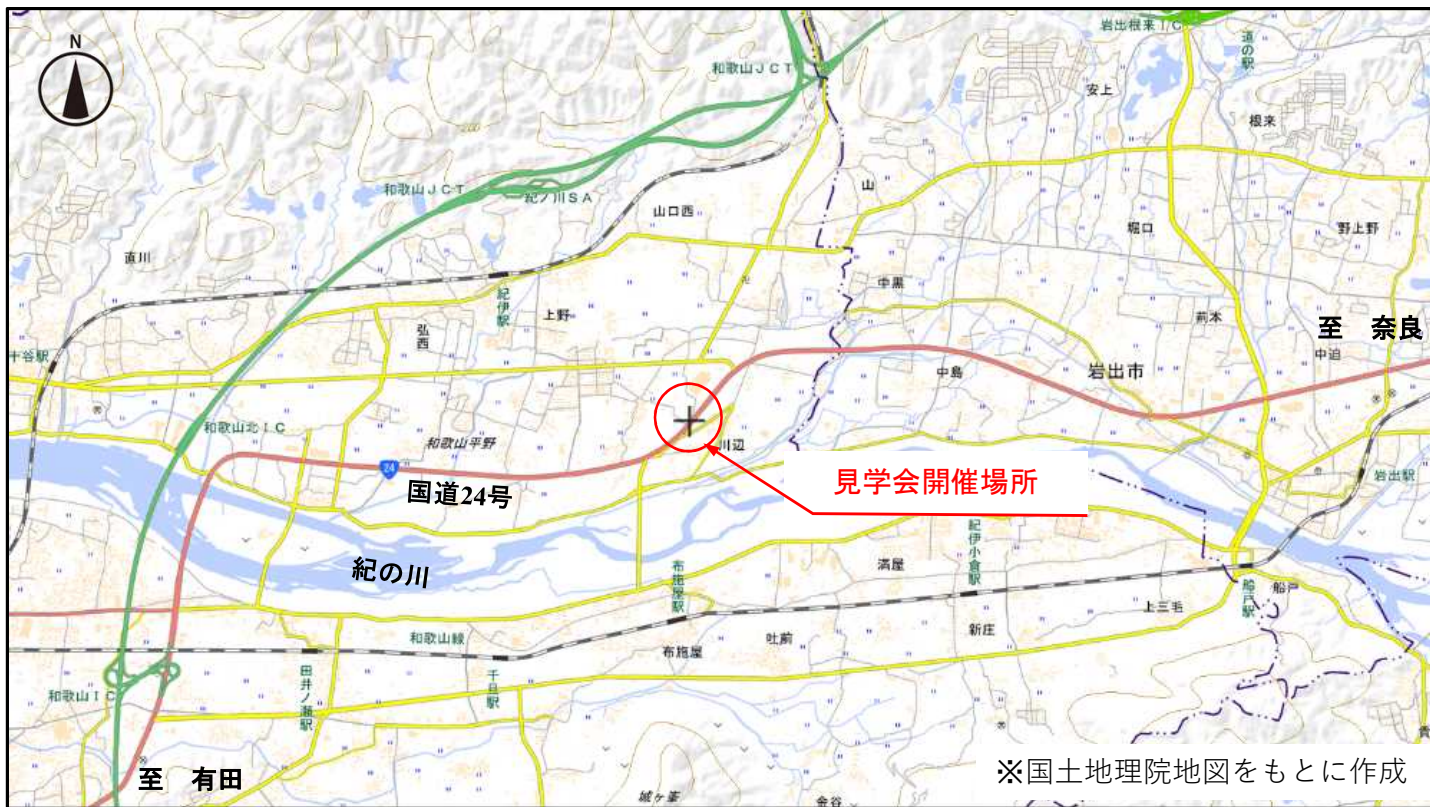 N
岩出根来IC
道の駅
和歌山JCT
安上
根来
和歌山JCT
紀ノ川SA
山
山口西
堀口
野上野
直川
中黒
紀伊駅
上野
弘西
荊本
至 奈良
中迫
六十谷駅
中島
岩出市
和歌山北IC
和歌山平野
川辺
24
国道24号
見学会開催場所
岩出駅
紀の川
布施屋駅
満屋
紀伊小倉駅
船戸駅
船戸
上三毛
和歌山線
吐前
新庄
布施屋
田井ノ瀬駅
千旦駅
和歌山IC
貴
至 有田
城ヶ峯
金谷
※国土地理院地図をもとに作成